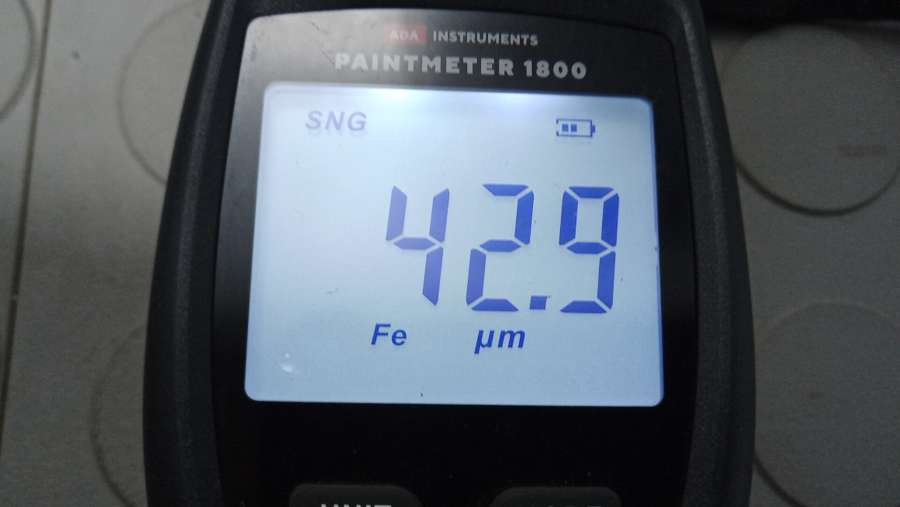 ADA INSTRUMENTS
PAINTMETER 1800
SNG
42.9
Fe µm